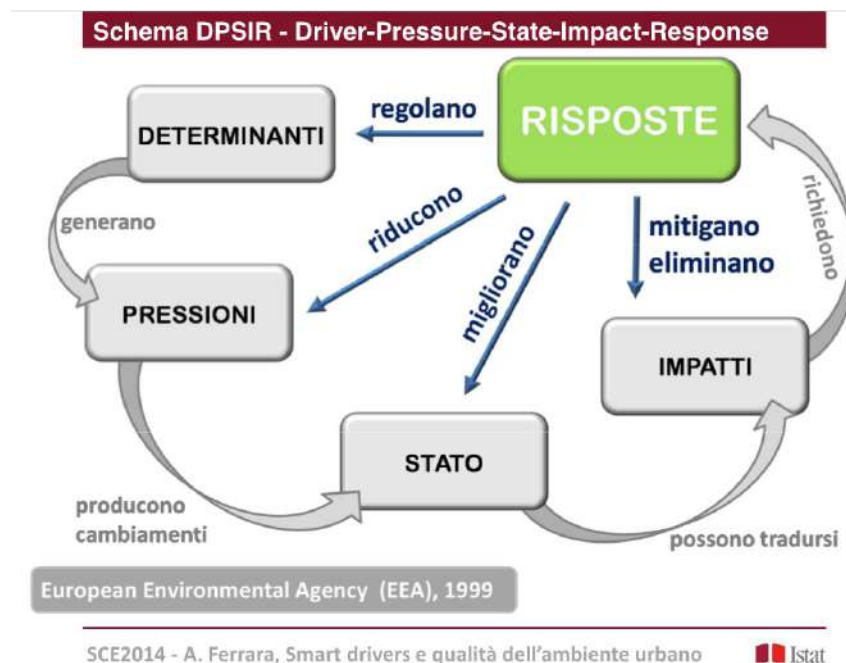 Schema DPSIR - Driver-Pressure-State-Impact-Response
DETERMINANTI
regolano
RISPOSTE
generano
riducono
migliorano
mitigano
eliminano
richiedono
PRESSIONI
IMPATTI
STATO
producono
cambiamenti
possono tradursi
European Environmental Agency (EEA), 1999
SCE2014 - A. Ferrara, Smart drivers e qualità dell'ambiente urbano
Istat